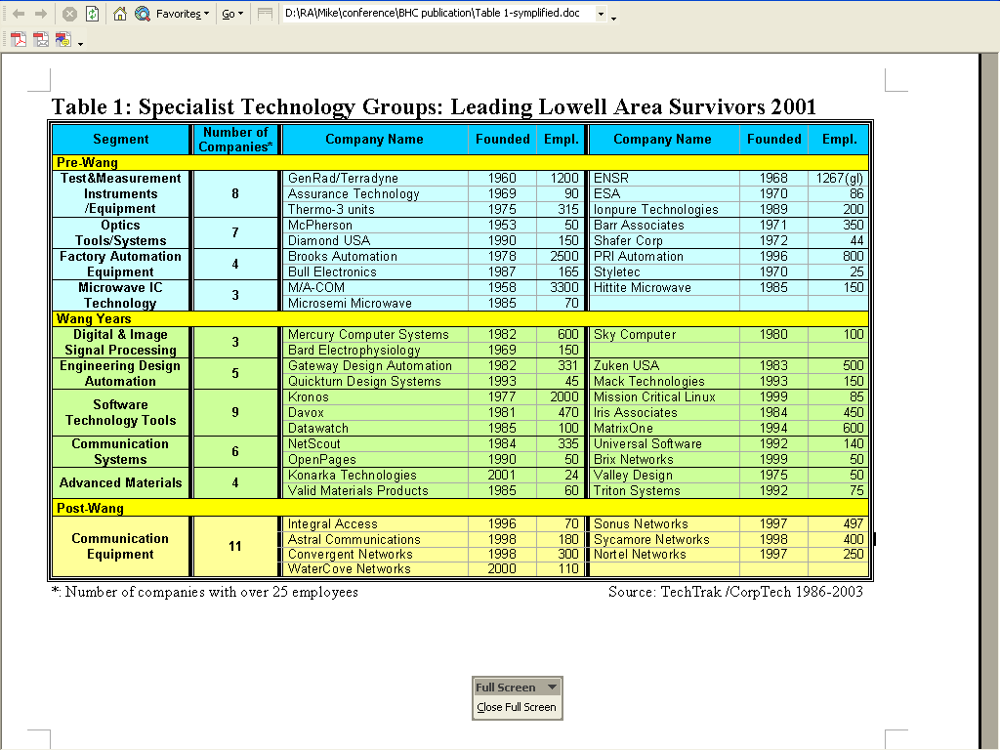 Favorites Go D:\RA\Mike\conference\BHC publication\Table 1-symplified.doc
Table 1: Specialist Technology Groups: Leading Lowell Area Survivors 2001
Segment Number of Companies* Company Name Founded Empl. Company Name Founded Empl.
Pre-Wang
Test&Measurement Instruments /Equipment 8 GenRad/Terradyne 1960 1200 ENSR 1968 1267(gl)
Assurance Technology 1969 90 ESA 1970 86
Thermo-3 units 1975 315 Ionpure Technologies 1989 200
Optics Tools/Systems 7 McPherson 1953 50 Barr Associates 1971 350
Diamond USA 1990 150 Shafer Corp 1972 44
Factory Automation Equipment 4 Brooks Automation 1978 2500 PRI Automation 1996 800
Bull Electronics 1987 165 Styletec 1970 25
Microwave IC Technology 3 M/A-COM 1958 3300 Hittite Microwave 1985 150
Microsemi Microwave 1985 70
Wang Years
Digital & Image Signal Processing 3 Mercury Computer Systems 1982 600 Sky Computer 1980 100
Bard Electrophysiology 1969 150
Engineering Design Automation 5 Gateway Design Automation 1982 331 Zuken USA 1983 500
Quickturn Design Systems 1993 45 Mack Technologies 1993 150
Software Technology Tools 9 Kronos 1977 2000 Mission Critical Linux 1999 85
Davox 1981 470 Iris Associates 1984 450
Datawatch 1985 100 MatrixOne 1994 600
Communication Systems 6 NetScout 1984 335 Universal Software 1992 140
OpenPages 1990 50 Brix Networks 1999 50
Advanced Materials 4 Konarka Technologies 2001 24 Valley Design 1975 50
Valid Materials Products 1985 60 Triton Systems 1992 75
Post-Wang
Communication Equipment 11 Integral Access 1996 70 Sonus Networks 1997 497
Astral Communications 1998 180 Sycamore Networks 1998 400
Convergent Networks 1998 300 Nortel Networks 1997 250
WaterCove Networks 2000 110
*: Number of companies with over 25 employees Source: TechTrak /CorpTech 1986-2003
Full Screen
Close Full Screen